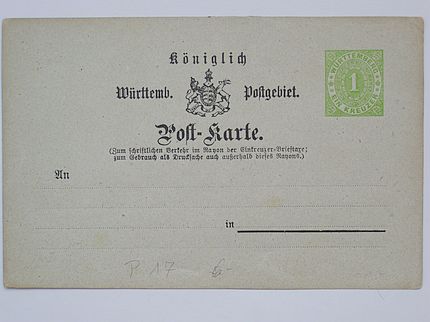 Königlich
Württemb. Postgebiet.
WÜRTTEMBERG
1
EIN KREUZER
Post-Karte.
(Zum schriftlichen Verkehr im Rayon der Einkreuzer-Brieftaxe;
zum Gebrauch als Drucksache auch außerhalb dieses Rayons.)
An
in
P. 17